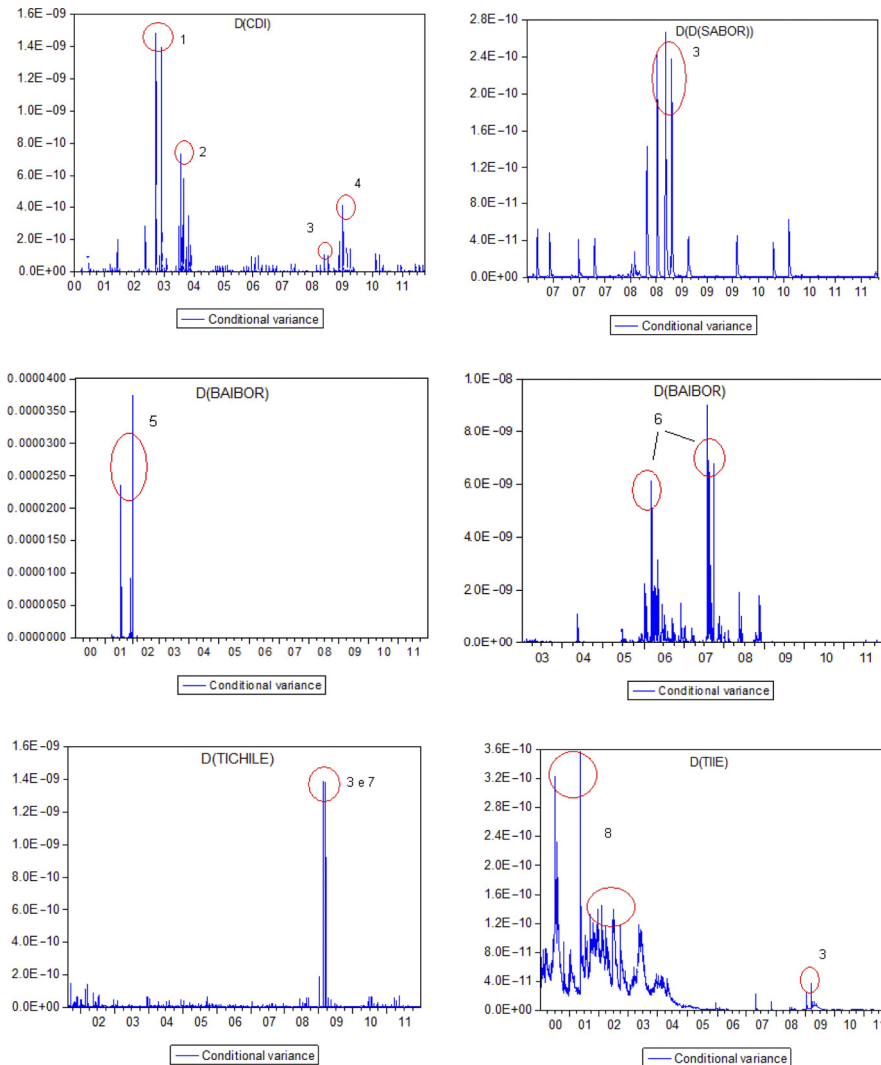 D(CDI)
1.6E-09
1.4E-09
1.2E-09
1.0E-09
8.0E-10
6.0E-10
4.0E-10
2.0E-10
0.0E+00
1
2
3
4
00 01 02 03 04 05 06 07 08 09 10 11
Conditional variance
D(D(SABOR))
2.8E-10
2.4E-10
2.0E-10
1.6E-10
1.2E-10
8.0E-11
4.0E-11
0.0E+00
3
07 07 07 08 08 09 09 09 10 10 10 11 11
Conditional variance
D(BAIBOR)
0.0000400
0.0000350
0.0000300
0.0000250
0.0000200
0.0000150
0.0000100
0.0000050
0.0000000
5
00 01 02 03 04 05 06 07 08 09 10 11
Conditional variance
D(BAIBOR)
1.0E-08
8.0E-09
6.0E-09
4.0E-09
2.0E-09
0.0E+00
6
03 04 05 06 07 08 09 10 11
Conditional variance
D(TICHILE)
1.6E-09
1.4E-09
1.2E-09
1.0E-09
8.0E-10
6.0E-10
4.0E-10
2.0E-10
0.0E+00
3 e 7
02 03 04 05 06 07 08 09 10 11
Conditional variance
D(TIIE)
3.6E-10
3.2E-10
2.8E-10
2.4E-10
2.0E-10
1.6E-10
1.2E-10
8.0E-11
4.0E-11
0.0E+00
8
3
00 01 02 03 04 05 06 07 08 09 10 11
Conditional variance